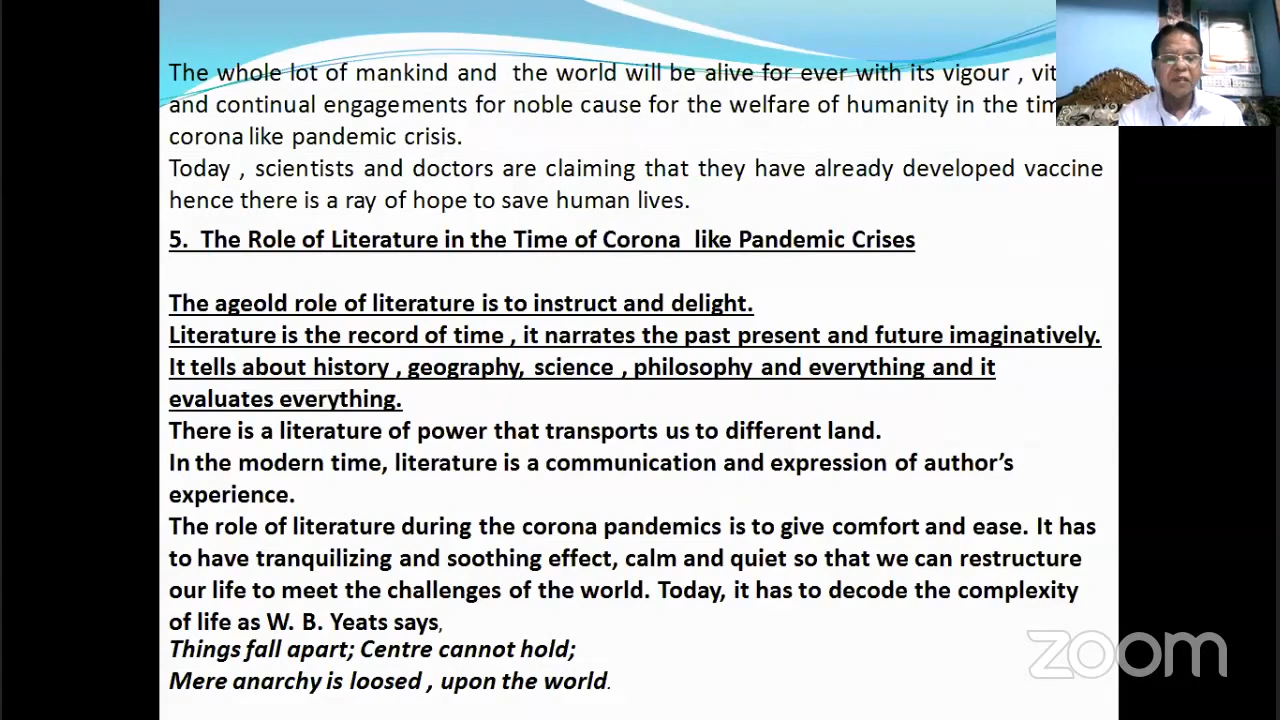 The whole lot of mankind and the world will be alive for ever with its vigour ,
and continual engagements for noble cause for the welfare of humanity in the
corona like pandemic crisis.
Today , scientists and doctors are claiming that they have already developed vaccine
hence there is a ray of hope to save human lives.
5. The Role of Literature in the Time of Corona like Pandemic Crises
The ageold role of literature is to instruct and delight.
Literature is the record of time , it narrates the past present and future imaginatively.
It tells about history , geography, science , philosophy and everything and it
evaluates everything.
There is a literature of power that transports us to different land.
In the modern time, literature is a communication and expression of author’s
experience.
The role of literature during the corona pandemics is to give comfort and ease. It has
to have tranquilizing and soothing effect, calm and quiet so that we can restructure
our life to meet the challenges of the world. Today, it has to decode the complexity
of life as W. B. Yeats says,
Things fall apart; Centre cannot hold;
Mere anarchy is loosed , upon the world.
zoom